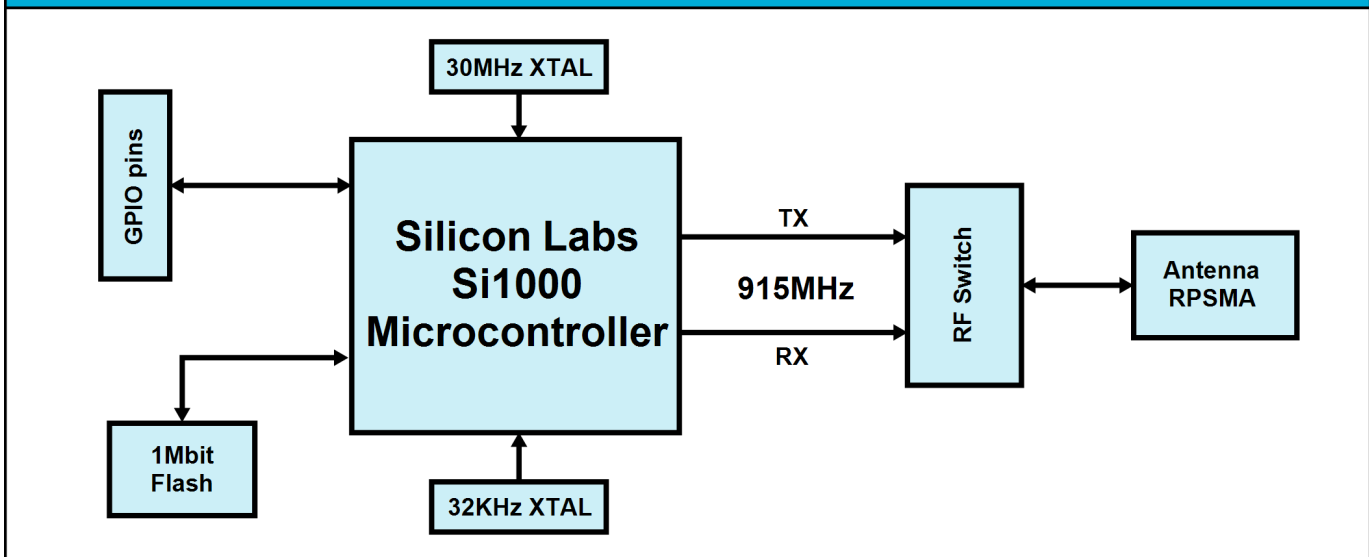 30MHz XTAL
GPIO pins
Silicon Labs
Si1000
Microcontroller
TX
915MHz
RX
RF Switch
Antenna
RPSMA
1Mbit
Flash
32KHz XTAL